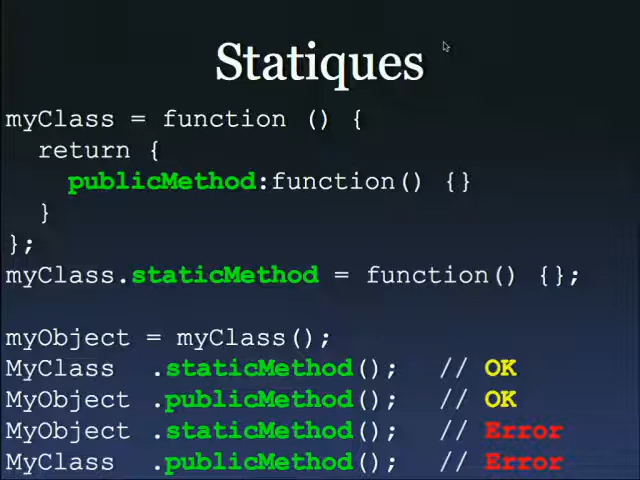 Statiques
myClass = function () {
return {
publicMethod:function() {}
}
};
myClass.staticMethod = function() {};
myObject = myClass();
MyClass .staticMethod(); // OK
MyObject .publicMethod(); // OK
MyObject .staticMethod(); // Error
MyClass .publicMethod(); // Error